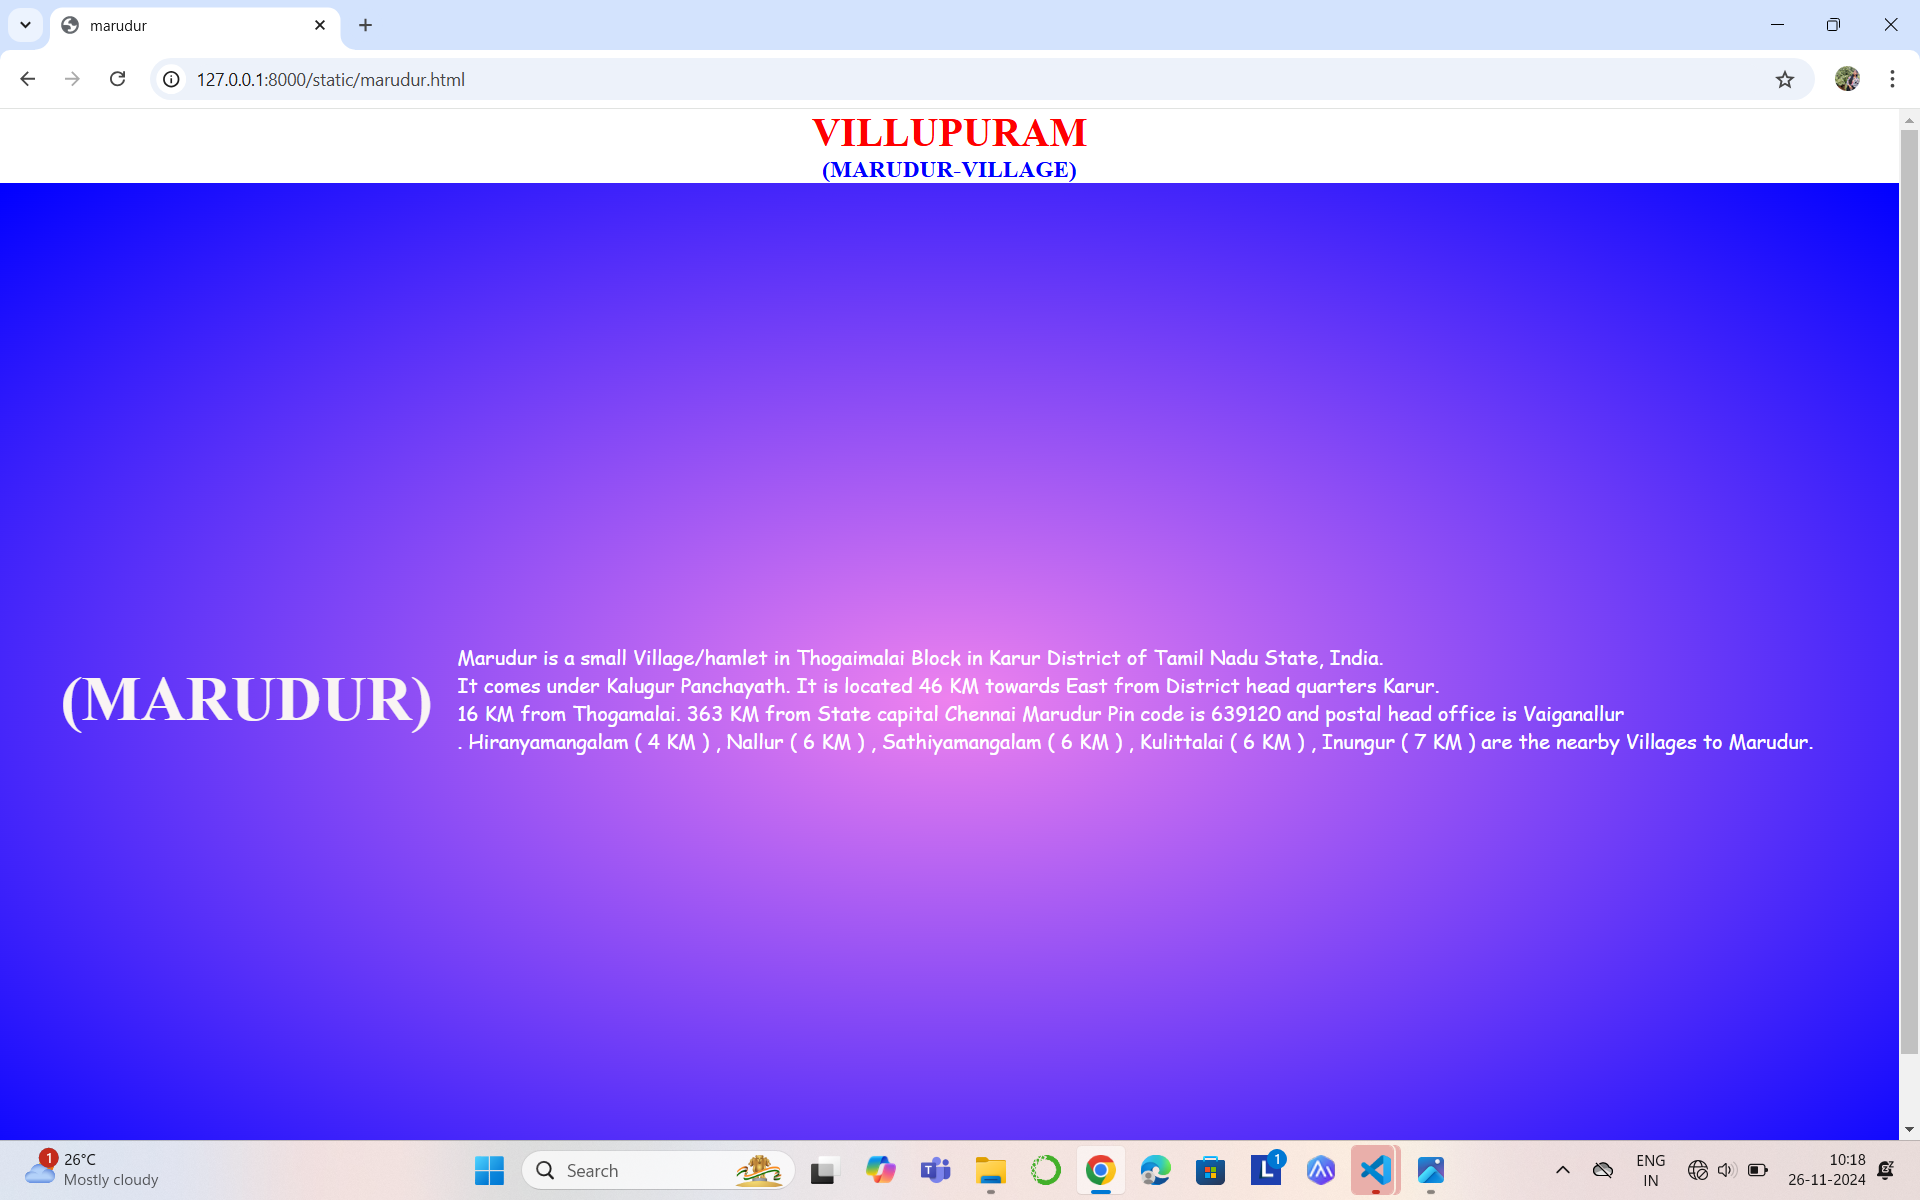 marudur
127.0.0.1:8000/static/marudur.html
VILLUPURAM
(MARUDUR-VILLAGE)
(MARUDUR)
Marudur is a small Village/hamlet in Thogaimalai Block in Karur District of Tamil Nadu State, India.
It comes under Kalugur Panchayath. It is located 46 KM towards East from District head quarters Karur.
16 KM from Thogamalai. 363 KM from State capital Chennai Marudur Pin code is 639120 and postal head office is Vaiganallur
. Hiranyamangalam ( 4 KM ) , Nallur ( 6 KM ) , Sathiyamangalam ( 6 KM ) , Kulittalai ( 6 KM ) , Inungur ( 7 KM ) are the nearby Villages to Marudur.
1
26°C
Mostly cloudy
Search
L
1
ENG
IN
10:18
26-11-2024